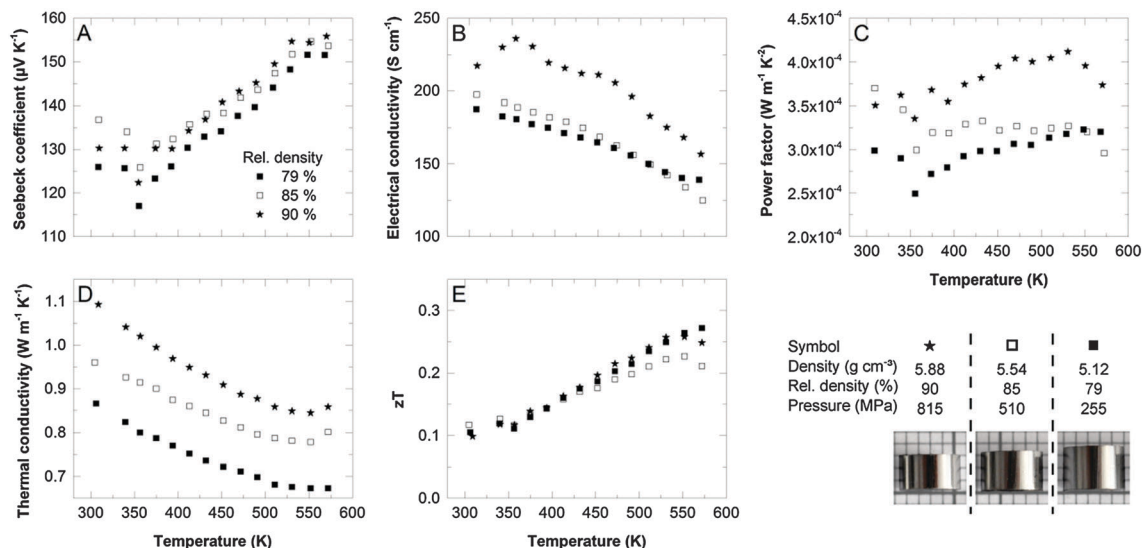 A
Seebeck coefficient (µV K⁻¹)
160
150
140
130
120
110
100
Rel. density
79 %
85 %
90 %
B
Electrical conductivity (S cm⁻¹)
250
200
150
100
C
Power factor (W m⁻¹ K⁻²)
4.5x10⁻⁴
4.0x10⁻⁴
3.5x10⁻⁴
3.0x10⁻⁴
2.5x10⁻⁴
2.0x10⁻⁴
300 350 400 450 500 550 600
Temperature (K)
D
Thermal conductivity (W m⁻¹ K⁻¹)
1.1
1.0
0.9
0.8
0.7
300 350 400 450 500 550 600
Temperature (K)
E
zT
0.3
0.2
0.1
0.0
300 350 400 450 500 550 600
Temperature (K)
Symbol
Density (g cm⁻³) 5.88 5.54 5.12
Rel. density (%) 90 85 79
Pressure (MPa) 815 510 255